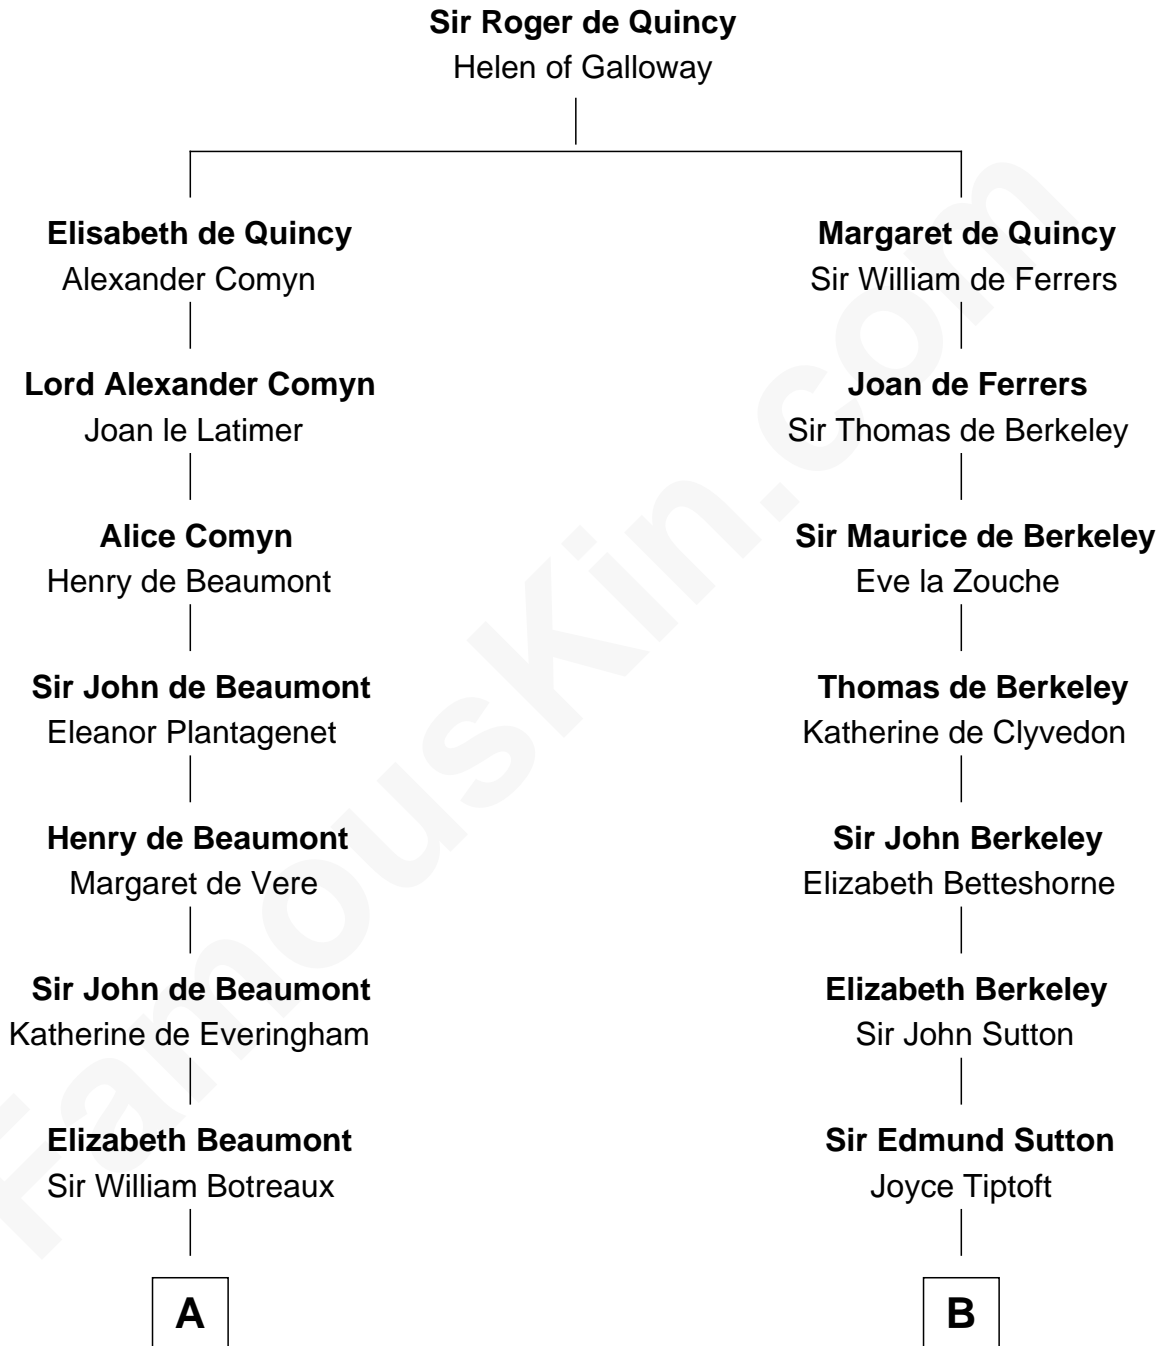 Sir Roger de Quincy
Helen of Galloway
Elisabeth de Quincy
Alexander Comyn
Margaret de Quincy
Sir William de Ferrers
Lord Alexander Comyn
Joan le Latimer
Joan de Ferrers
Sir Thomas de Berkeley
Alice Comyn
Henry de Beaumont
Sir Maurice de Berkeley
Eve la Zouche
Sir John de Beaumont
Eleanor Plantagenet
Thomas de Berkeley
Katherine de Clyvedon
Henry de Beaumont
Margaret de Vere
Sir John Berkeley
Elizabeth Betteshorne
Sir John de Beaumont
Katherine de Everingham
Elizabeth Berkeley
Sir John Sutton
Elizabeth Beaumont
Sir William Botreaux
Sir Edmund Sutton
Joyce Tiptoft
A
B
FamousKin.com